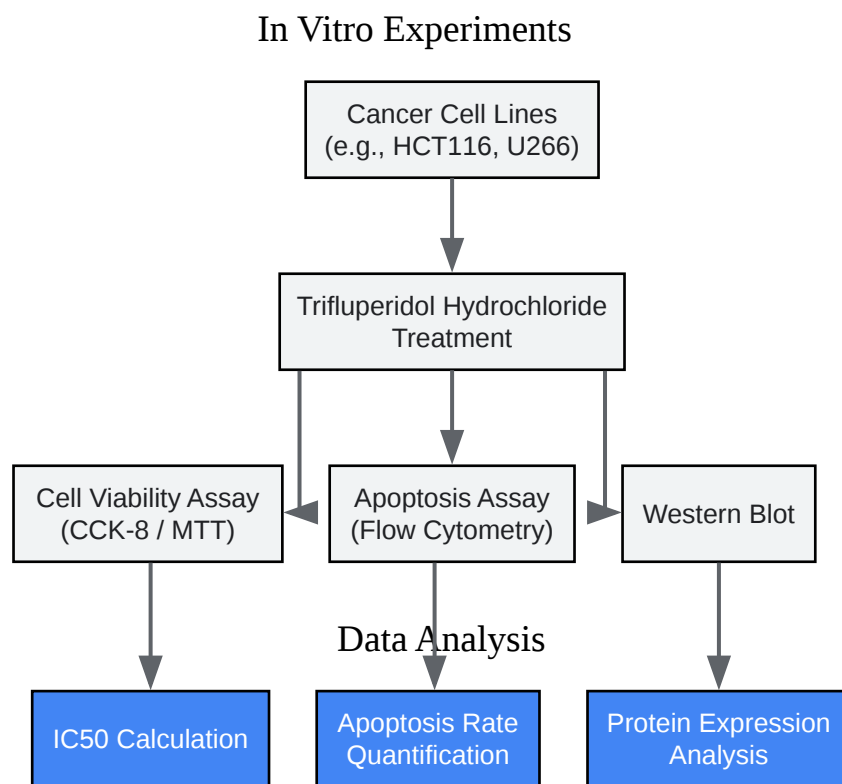 In Vitro Experiments
Cancer Cell Lines
(e.g., HCT116, U266)
Trifluperidol Hydrochloride
Treatment
Cell Viability Assay
(CCK-8 / MTT)
Apoptosis Assay
(Flow Cytometry)
Western Blot
Data Analysis
IC50 Calculation
Apoptosis Rate
Quantification
Protein Expression
Analysis